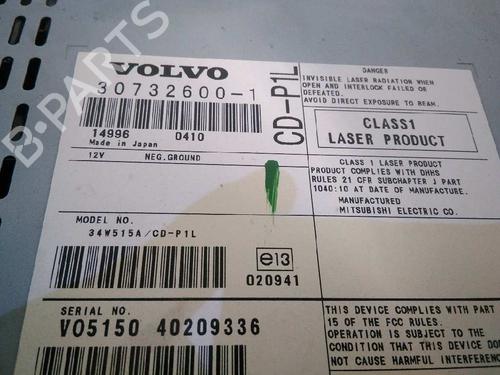 VOLVO
30732600-1
14996 0410
Made in Japan
12V NEG.GROUND
CD-P1L
MODEL NO.
34W515A/CD-P1L
e13
020941
SERIAL NO.
VO5150 40209336
DANGER
INVISIBLE LASER RADIATION WHEN
OPEN AND INTERLOCK FAILED OR
DEFEATED.
AVOID DIRECT EXPOSURE TO BEAM.
CLASS1
LASER PRODUCT
CLASS 1 LASER PRODUCT
PRODUCT COMPLIES WITH DHHS
RULES 21 CFR SUBCHAPTER J PART
1040:10 AT DATE OF MANUFACTURE.
MANUFACTURED
MITSUBISHI ELECTRIC CO.
THIS DEVICE COMPLIES WITH PART
15 OF THE FCC RULES.
OPERATION IS SUBJECT TO
CONDITION THAT THIS DEVICE DO
NOT CAUSE HARMFUL INTERFERENCE
B-PARTS